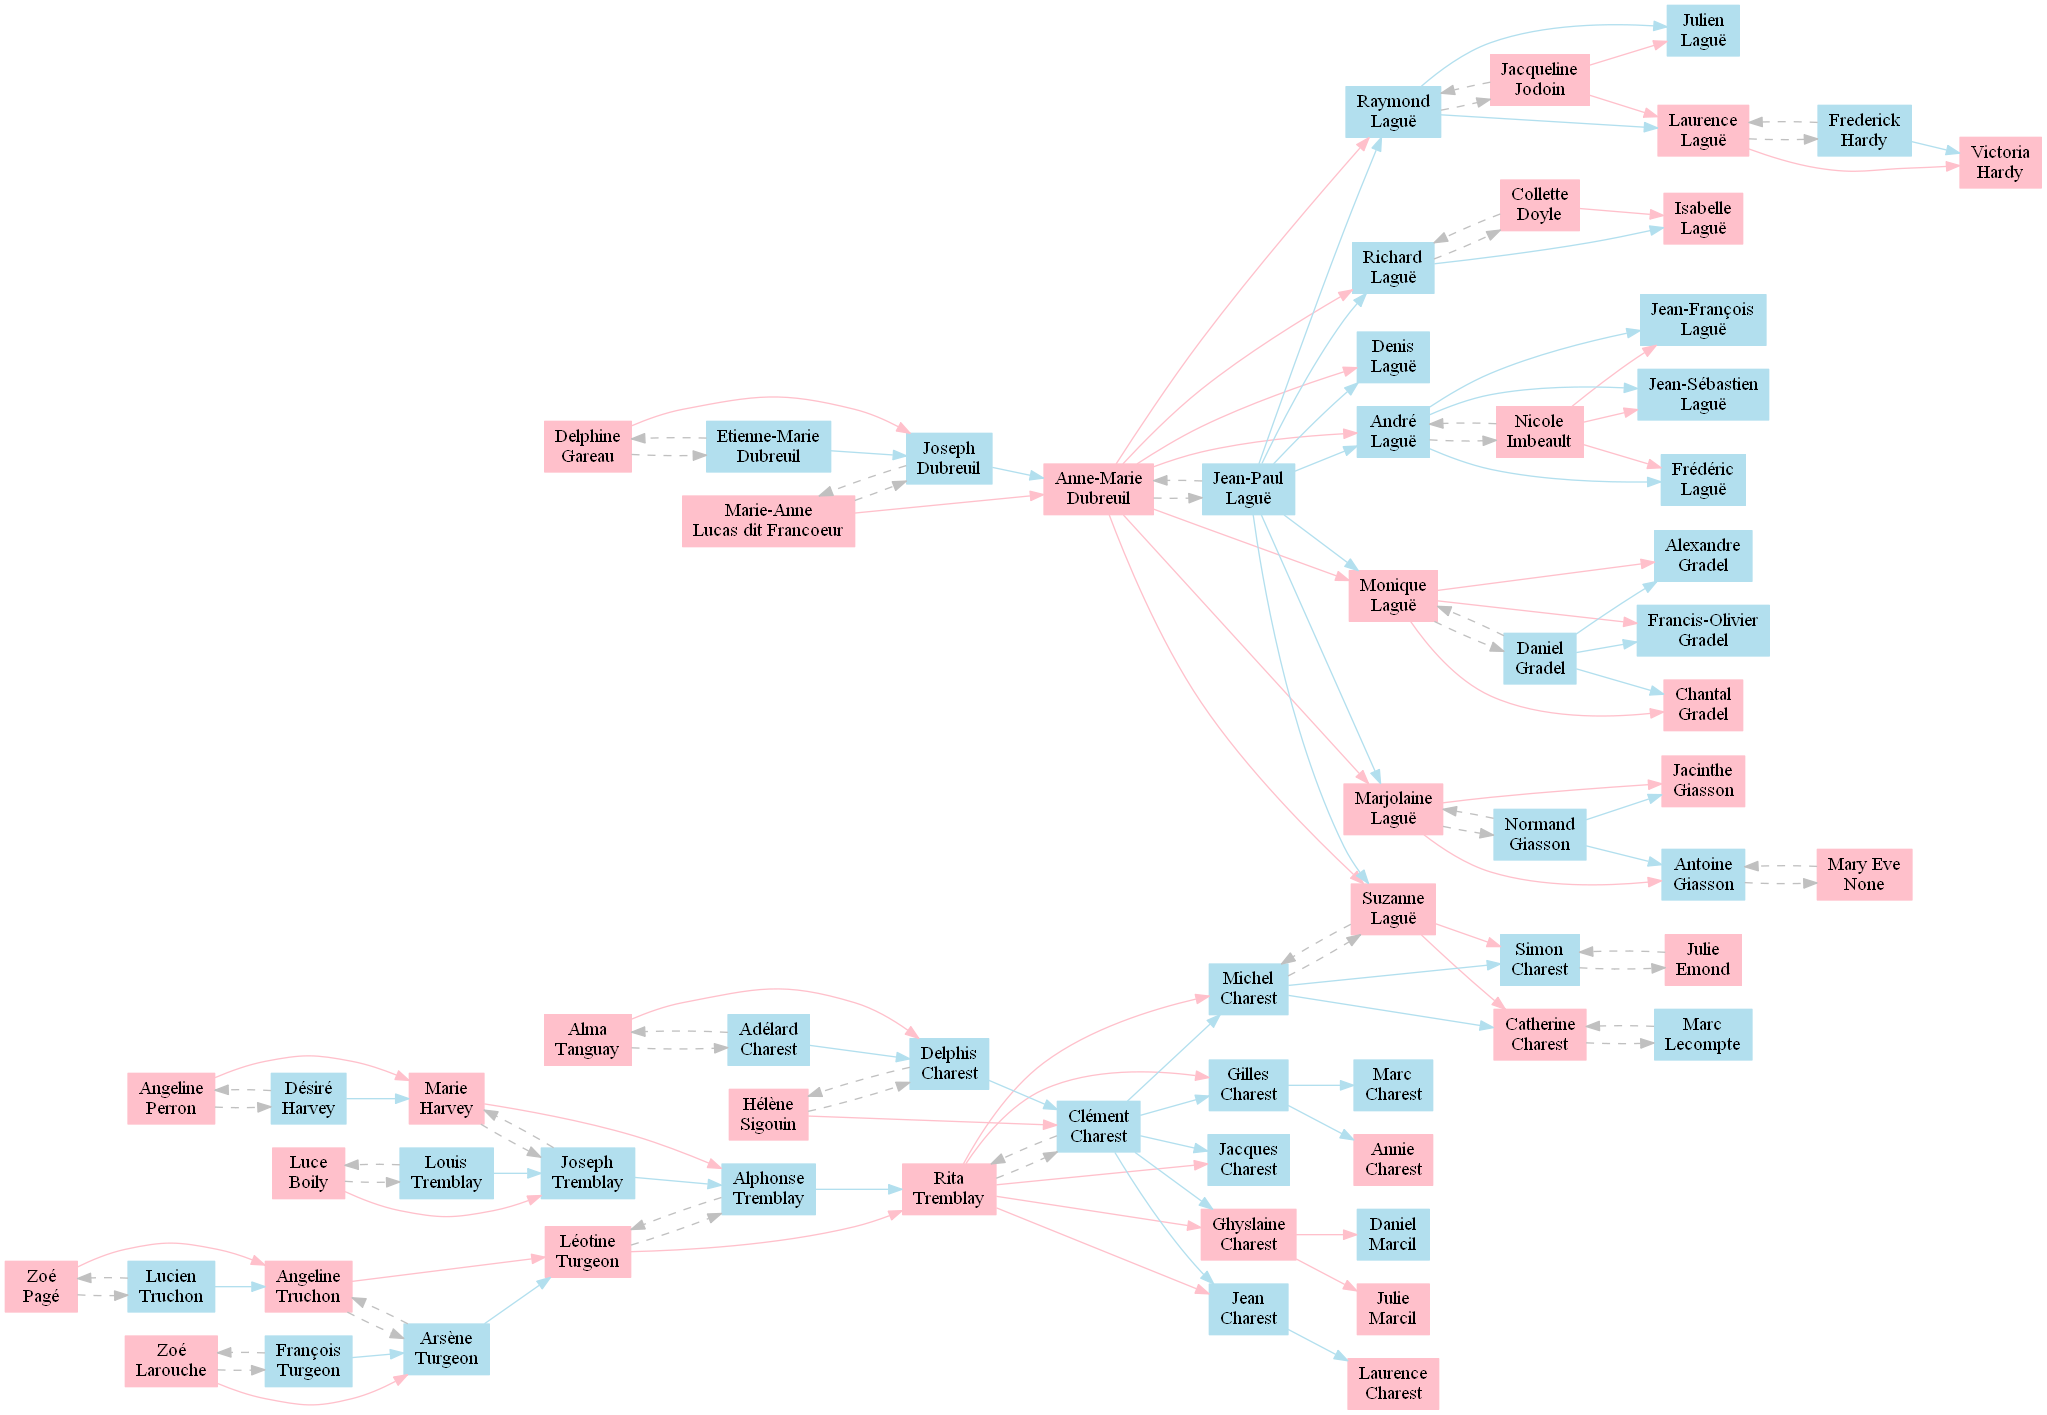 Julien
Laguë
Jacqueline
Jodoin
Raymond
Laguë
Laurence
Laguë
Frederick
Hardy
Victoria
Hardy
Collette
Doyle
Isabelle
Laguë
Richard
Laguë
Jean-François
Laguë
Denis
Laguë
Jean-Sébastien
Laguë
André
Laguë
Nicole
Imbeault
Delphine
Gareau
Etienne-Marie
Dubreuil
Joseph
Dubreuil
Frédéric
Laguë
Anne-Marie
Dubreuil
Jean-Paul
Laguë
Marie-Anne
Lucas dit Francoeur
Alexandre
Gradel
Monique
Laguë
Francis-Olivier
Gradel
Daniel
Gradel
Chantal
Gradel
Jacinthe
Giasson
Marjolaine
Laguë
Normand
Giasson
Antoine
Giasson
Mary Eve
None
Suzanne
Laguë
Simon
Charest
Julie
Emond
Michel
Charest
Catherine
Charest
Marc
Lecompte
Alma
Tanguay
Adélard
Charest
Delphis
Charest
Angeline
Perron
Désiré
Harvey
Marie
Harvey
Gilles
Charest
Marc
Charest
Hélène
Sigouin
Clément
Charest
Luce
Boily
Louis
Tremblay
Joseph
Tremblay
Jacques
Charest
Annie
Charest
Alphonse
Tremblay
Rita
Tremblay
Léotine
Turgeon
Ghyslaine
Charest
Daniel
Marcil
Zoé
Pagé
Lucien
Truchon
Angeline
Truchon
Jean
Charest
Julie
Marcil
Zoé
Larouche
François
Turgeon
Arsène
Turgeon
Laurence
Charest